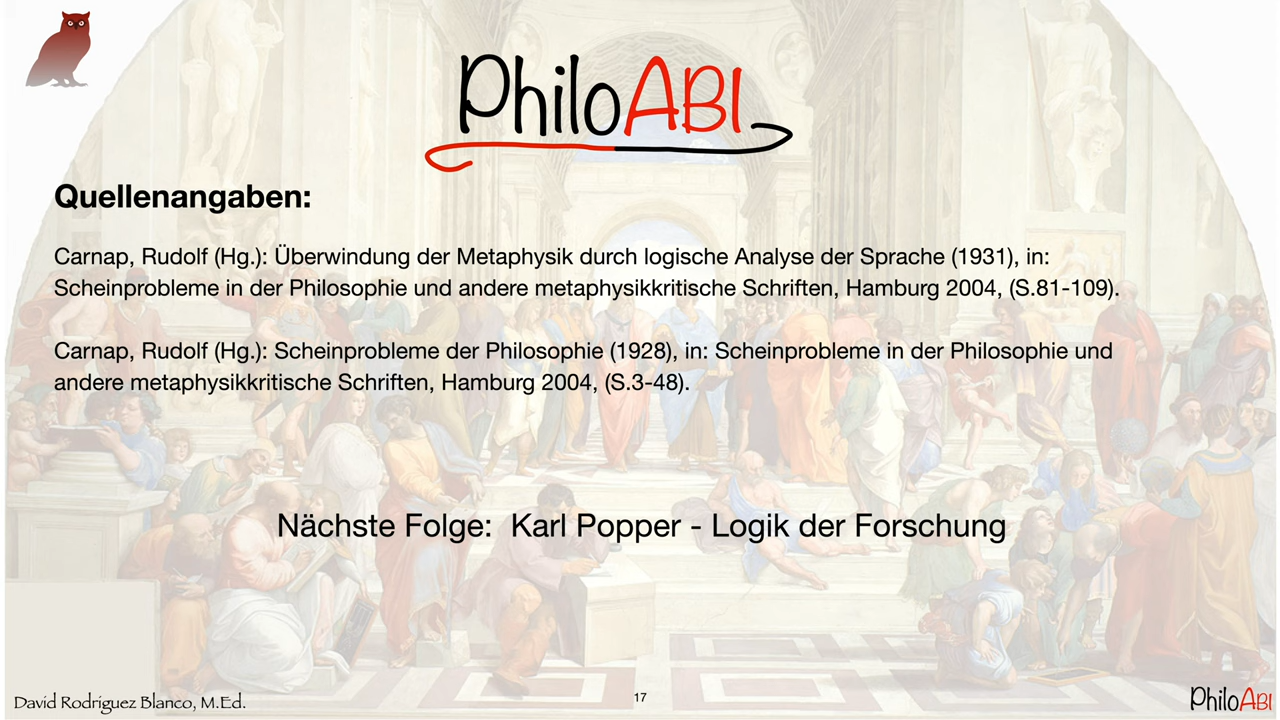 PhiloABI
Quellenangaben:
Carnap, Rudolf (Hg.): Überwindung der Metaphysik durch logische Analyse der Sprache (1931), in:
Scheinprobleme in der Philosophie und andere metaphysikkritische Schriften, Hamburg 2004, (S.81-109).
Carnap, Rudolf (Hg.): Scheinprobleme der Philosophie (1928), in: Scheinprobleme in der Philosophie und
andere metaphysikkritische Schriften, Hamburg 2004, (S.3-48).
Nächste Folge: Karl Popper - Logik der Forschung
David Rodríguez Blanco, M.Ed.
17
PhiloABI